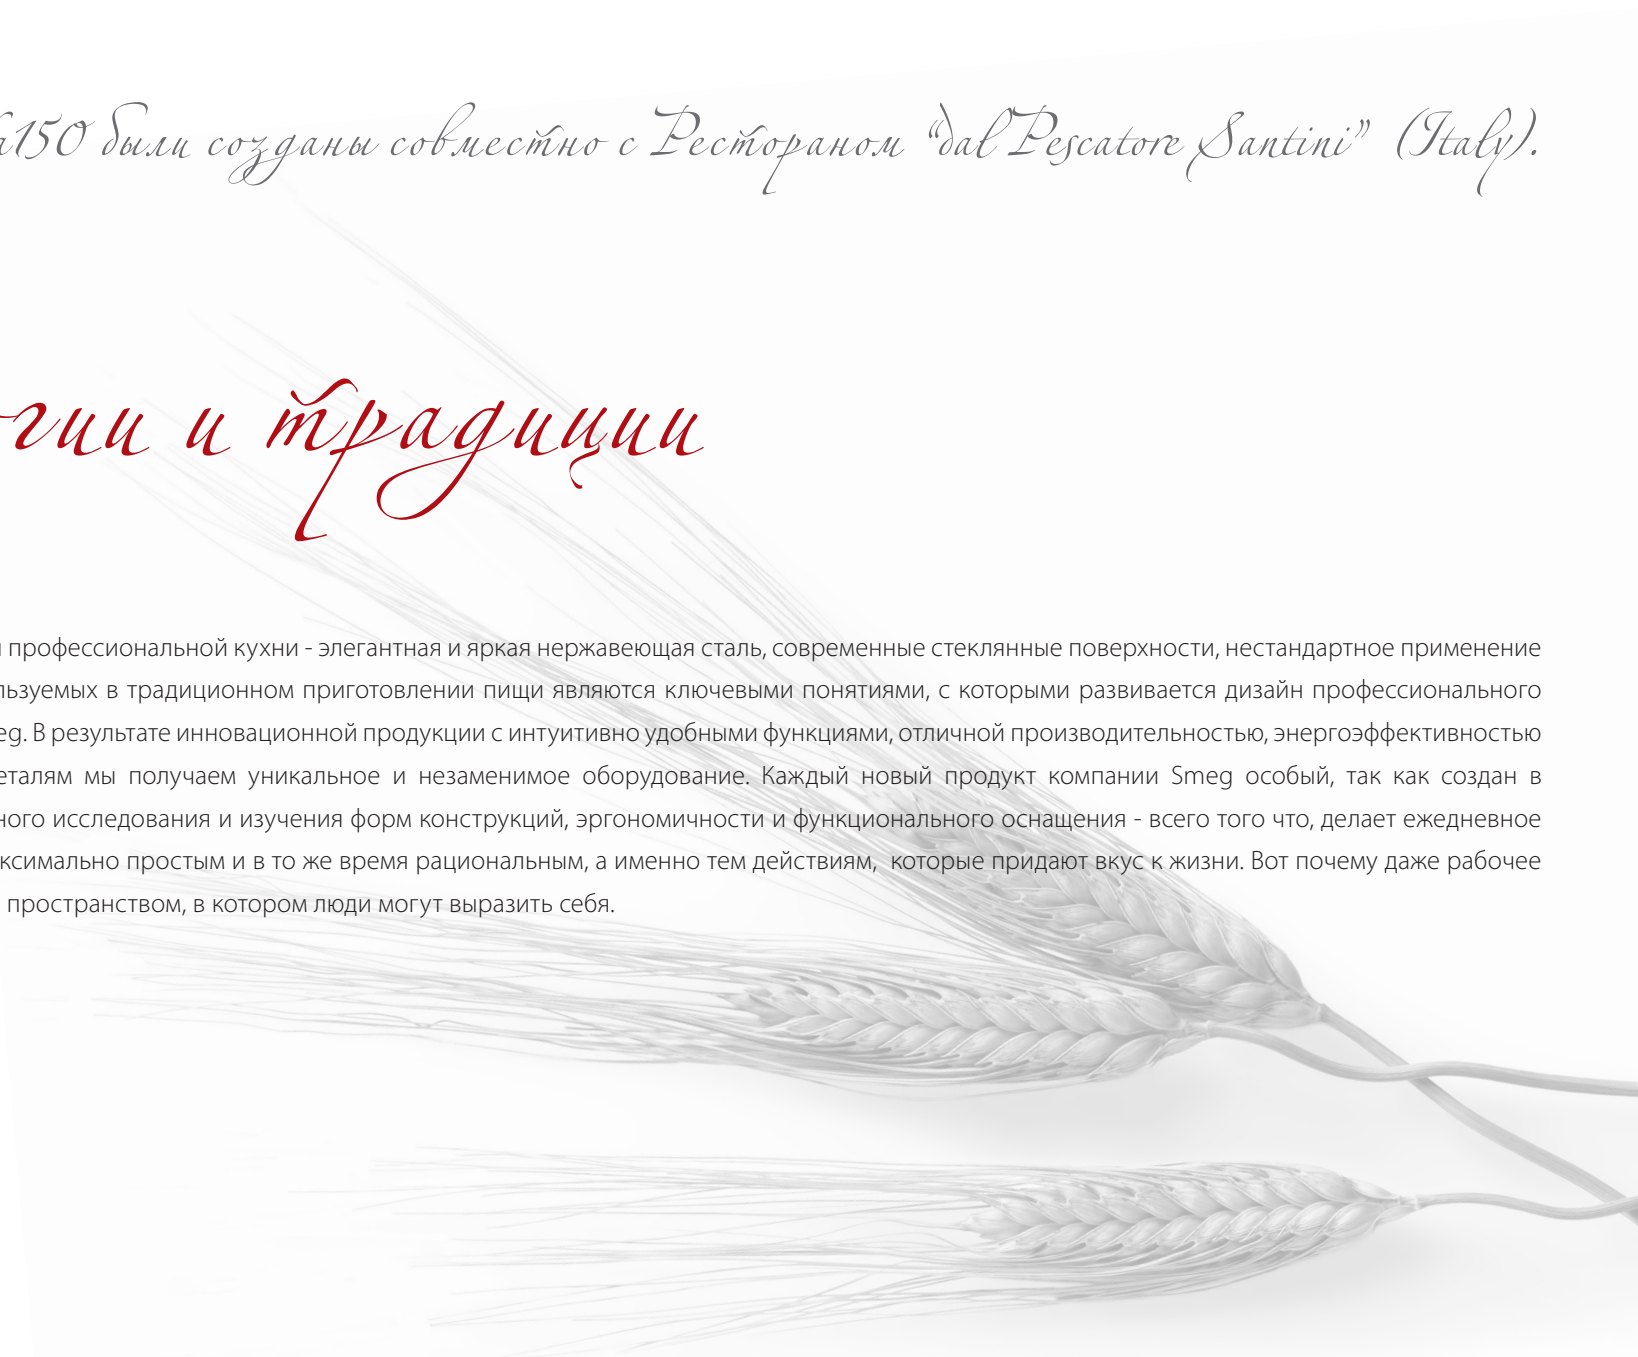 150 были созданы совместно с Рестораном “dal Pescatore Santini” (Italy).
гии и традиции
профессиональной кухни - элегантная и яркая нержавеющая сталь, современные стеклянные поверхности, нестандартное применение
льзуемых в традиционном приготовлении пищи являются ключевыми понятиями, с которыми развивается дизайн профессионального
eg. В результате инновационной продукции с интуитивно удобными функциями, отличной производительностью, энергоэффективностью
еталям мы получаем уникальное и незаменимое оборудование. Каждый новый продукт компании Smeg особый, так как создан в
ного исследования и изучения форм конструкций, эргономичности и функционального оснащения - всего того что, делает ежедневное
ксимально простым и в то же время рациональным, а именно тем действиям, которые придают вкус к жизни. Вот почему даже рабочее
пространством, в котором люди могут выразить себя.